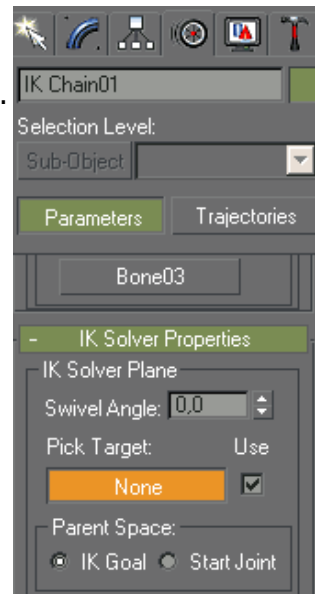 IK Chain01
Selection Level:
Sub-Object
Parameters Trajectories
Bone03
- IK Solver Properties
IK Solver Plane
Swivel Angle: 0,0
Pick Target: Use
None
Parent Space:
IK Goal Start Joint